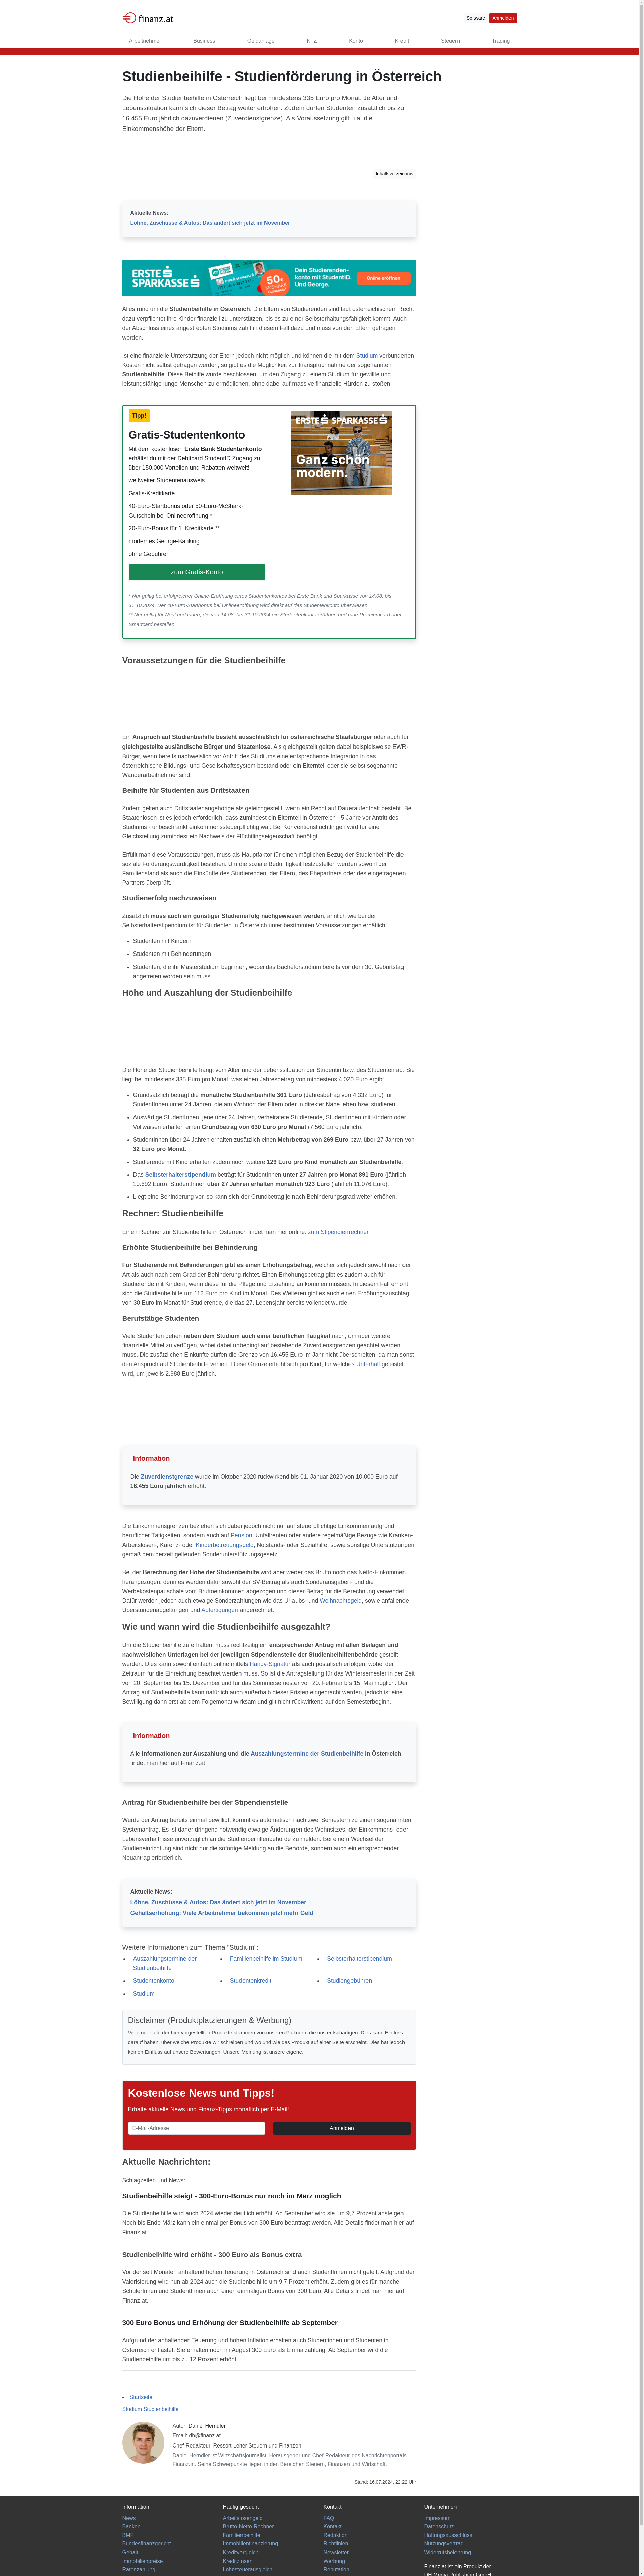 finanz.at
Software
Anmelden
Arbeitnehmer
Business
Geldanlage
KFZ
Konto
Kredit
Steuern
Trading
Studienbeihilfe - Studienförderung in Österreich
Die Höhe der Studienbeihilfe in Österreich liegt bei mindestens 335 Euro pro Monat. Je Alter und
Lebenssituation kann sich dieser Betrag weiter erhöhen. Zudem dürfen Studenten zusätzlich bis zu
16.455 Euro jährlich dazuverdienen (Zuverdienstgrenze). Als Voraussetzung gilt u.a. die
Einkommenshöhe der Eltern.
Inhaltsverzeichnis
Aktuelle News:
Löhne, Zuschüsse & Autos: Das ändert sich jetzt im November
ERSTE SPARKASSE
Dein Studierenden-
konto mit StudentID.
Und George.
Online eröffnen
Alles rund um die Studienbeihilfe in Österreich: Die Eltern von Studierenden sind laut österreichischem Recht
dazu verpflichtet ihre Kinder finanziell zu unterstützen, bis es zu einer Selbsterhaltungsfähigkeit kommt. Auch
der Abschluss eines angestrebten Studiums zählt in diesem Fall dazu und muss von den Eltern getragen
werden.
Ist eine finanzielle Unterstützung der Eltern jedoch nicht möglich und können die mit dem Studium verbundenen
Kosten nicht selbst getragen werden, so gibt es die Möglichkeit zur Inanspruchnahme der sogenannten
Studienbeihilfe. Diese Beihilfe wurde beschlossen, um den Zugang zu einem Studium für gewillte und
leistungsfähige junge Menschen zu ermöglichen, ohne dabei auf massive finanzielle Hürden zu stoßen.
Tipp!
Gratis-Studentenkonto
Mit dem kostenlosen Erste Bank Studentenkonto
erhältst du mit der Debitcard StudentID Zugang zu
über 150.000 Vorteilen und Rabatten weltweit!
weltweiter Studentenausweis
Gratis-Kreditkarte
40-Euro-Startbonus oder 50-Euro-McShark-
Gutschein bei Onlineeröffnung *
20-Euro-Bonus für 1. Kreditkarte **
modernes George-Banking
ohne Gebühren
zum Gratis-Konto
ERSTE SPARKASSE
Ganz schön
modern.
* Nur gültig bei erfolgreicher Online-Eröffnung eines Studentenkontos bei Erste Bank und Sparkasse von 14.08. bis
31.10.2024. Der 40-Euro-Startbonus bei Onlineeröffnung wird direkt auf das Studentenkonto überwiesen.
** Nur gültig für Neukund:innen, die von 14.08. bis 31.10.2024 ein Studentenkonto eröffnen und eine Premiumcard oder
Smartcard bestellen.
Voraussetzungen für die Studienbeihilfe
Ein Anspruch auf Studienbeihilfe besteht ausschließlich für österreichische Staatsbürger oder auch für
gleichgestellte ausländische Bürger und Staatenlose. Als gleichgestellt gelten dabei beispielsweise EWR-
Bürger, wenn bereits nachweislich vor Antritt des Studiums eine entsprechende Integration in das
österreichische Bildungs- und Gesellschaftssystem bestand oder ein Elternteil oder sie selbst sogenannte
Wanderarbeitnehmer sind.
Beihilfe für Studenten aus Drittstaaten
Zudem gelten auch Drittstaatenangehörige als gleichgestellt, wenn ein Recht auf Daueraufenthalt besteht. Bei
Staatenlosen ist es jedoch erforderlich, dass zumindest ein Elternteil in Österreich - 5 Jahre vor Antritt des
Studiums - unbeschränkt einkommenssteuerpflichtig war. Bei Konventionsflüchtlingen wird für eine
Gleichstellung zumindest ein Nachweis der Flüchtlingseigenschaft benötigt.
Erfüllt man diese Voraussetzungen, muss als Hauptfaktor für einen möglichen Bezug der Studienbeihilfe die
soziale Förderungswürdigkeit bestehen. Um die soziale Bedürftigkeit festzustellen werden sowohl der
Familienstand als auch die Einkünfte des Studierenden, der Eltern, des Ehepartners oder des eingetragenen
Partners überprüft.
Studienerfolg nachzuweisen
Zusätzlich muss auch ein günstiger Studienerfolg nachgewiesen werden, ähnlich wie bei der
Selbsterhalterstipendium ist für Studenten in Österreich unter bestimmten Voraussetzungen erhältlich.
Studenten mit Kindern
Studenten mit Behinderungen
Studenten, die ihr Masterstudium beginnen, wobei das Bachelorstudium bereits vor dem 30. Geburtstag
angetreten worden sein muss
Höhe und Auszahlung der Studienbeihilfe
Die Höhe der Studienbeihilfe hängt vom Alter und der Lebenssituation der Studentin bzw. des Studenten ab. Sie
liegt bei mindestens 335 Euro pro Monat, was einen Jahresbetrag von mindestens 4.020 Euro ergibt.
Grundsätzlich beträgt die monatliche Studienbeihilfe 361 Euro (Jahresbetrag von 4.332 Euro) für
StudentInnen unter 24 Jahren, die am Wohnort der Eltern oder in direkter Nähe leben bzw. studieren.
Auswärtige StudentInnen, jene über 24 Jahren, verheiratete Studierende, StudentInnen mit Kindern oder
Vollwaisen erhalten einen Grundbetrag von 630 Euro pro Monat (7.560 Euro jährlich).
StudentInnen über 24 Jahren erhalten zusätzlich einen Mehrbetrag von 269 Euro bzw. über 27 Jahren von
32 Euro pro Monat.
Studierende mit Kind erhalten zudem noch weitere 129 Euro pro Kind monatlich zur Studienbeihilfe.
Das Selbsterhalterstipendium beträgt für StudentInnen unter 27 Jahren pro Monat 891 Euro (jährlich
10.692 Euro). StudentInnen über 27 Jahren erhalten monatlich 923 Euro (jährlich 11.076 Euro).
Liegt eine Behinderung vor, so kann sich der Grundbetrag je nach Behinderungsgrad weiter erhöhen.
Rechner: Studienbeihilfe
Einen Rechner zur Studienbeihilfe in Österreich findet man hier online: zum Stipendienrechner
Erhöhte Studienbeihilfe bei Behinderung
Für Studierende mit Behinderungen gibt es einen Erhöhungsbetrag, welcher sich jedoch sowohl nach der
Art als auch nach dem Grad der Behinderung richtet. Einen Erhöhungsbetrag gibt es zudem auch für
Studierende mit Kindern, wenn diese für die Pflege und Erziehung aufkommen müssen. In diesem Fall erhöht
sich die Studienbeihilfe um 112 Euro pro Kind im Monat. Des Weiteren gibt es auch einen Erhöhungszuschlag
von 30 Euro im Monat für Studierende, die das 27. Lebensjahr bereits vollendet wurde.
Berufstätige Studenten
Viele Studenten gehen neben dem Studium auch einer beruflichen Tätigkeit nach, um über weitere
finanzielle Mittel zu verfügen, wobei dabei unbedingt auf bestehende Zuverdienstgrenzen geachtet werden
muss. Die eigenen zusätzlichen Einkünfte dürfen die Grenze von 16.455 Euro im Jahr nicht überschreiten, da man sonst
den Anspruch auf Studienbeihilfe verliert. Diese Grenze erhöht sich pro Kind, für welches Unterhalt geleistet
wird, um jeweils 2.988 Euro jährlich.
Information
Die Zuverdienstgrenze wurde im Oktober 2020 rückwirkend bis 01. Januar 2020 von 10.000 Euro auf
16.455 Euro jährlich erhöht.
Die Einkommensgrenzen beziehen sich dabei jedoch nicht nur auf steuerpflichtige Einkommen aufgrund
beruflicher Tätigkeiten, sondern auch auf Pension, Unfallrenten oder andere regelmäßige Bezüge wie Kranken-,
Arbeitslosen-, Karenz- oder Kinderbetreuungsgeld, Notstands- oder Sozialhilfe, sowie sonstige Unterstützungen
gemäß dem derzeit geltenden Sonderunterstützungsgesetz.
Bei der Berechnung der Höhe der Studienbeihilfe wird aber weder das Brutto noch das Netto-Einkommen
herangezogen, denn es werden dafür sowohl der SV-Beitrag als auch Sonderausgaben- und die
Werbekostenpauschale vom Bruttoeinkommen abgezogen und dieser Betrag für die Berechnung verwendet.
Dafür werden jedoch auch etwaige Sonderzahlungen wie das Urlaubs- und Weihnachtsgeld, sowie anfallende
Überstundenabgeltungen und Abfertigungen angerechnet.
Wie und wann wird die Studienbeihilfe ausgezahlt?
Um die Studienbeihilfe zu erhalten, muss rechtzeitig ein entsprechender Antrag mit allen Beilagen und
nachweislichen Unterlagen bei der jeweiligen Stipendienstelle der Studienbeihilfenbehörde gestellt
werden. Dies kann sowohl einfach online mittels Handy-Signatur als auch postalisch erfolgen, wobei der
Zeitraum für die Einreichung beachtet werden muss. So ist die Antragstellung für das Wintersemester in der Zeit
von 20. September bis 15. Dezember und für das Sommersemester von 20. Februar bis 15. Mai möglich. Der
Antrag auf Studienbeihilfe kann natürlich auch außerhalb dieser Fristen eingebracht werden, jedoch ist eine
Bewilligung dann erst ab dem Folgemonat wirksam und gilt nicht rückwirkend auf den Semesterbeginn.
Information
Alle Informationen zur Auszahlung und die Auszahlungstermine der Studienbeihilfe in Österreich
findet man hier auf Finanz.at.
Antrag für Studienbeihilfe bei der Stipendienstelle
Wurde der Antrag bereits einmal bewilligt, kommt es automatisch nach zwei Semestern zu einem sogenannten
Systemantrag. Es ist daher dringend notwendig etwaige Änderungen des Wohnsitzes, der Einkommens- oder
Lebensverhältnisse unverzüglich an die Studienbeihilfenbehörde zu melden. Bei einem Wechsel der
Studieneinrichtung sind nicht nur die sofortige Meldung an die Behörde, sondern auch ein entsprechender
Neuantrag erforderlich.
Aktuelle News:
Löhne, Zuschüsse & Autos: Das ändert sich jetzt im November
Gehaltserhöhung: Viele Arbeitnehmer bekommen jetzt mehr Geld
Weitere Informationen zum Thema "Studium":
Auszahlungstermine der
Studienbeihilfe
Familienbeihilfe im Studium
Selbsterhalterstipendium
Studentenkonto
Studentenkredit
Studiengebühren
Studium
Disclaimer (Produktplatzierungen & Werbung)
Viele oder alle der hier vorgestellten Produkte stammen von unseren Partnern, die uns entschädigen. Dies kann Einfluss
darauf haben, über welche Produkte wir schreiben und wo und wie das Produkt auf einer Seite erscheint. Dies hat jedoch
keinen Einfluss auf unsere Bewertungen. Unsere Meinung ist unsere eigene.
Kostenlose News und Tipps!
Erhalte aktuelle News und Finanz-Tipps monatlich per E-Mail!
E-Mail-Adresse
Anmelden
Aktuelle Nachrichten:
Schlagzeilen und News:
Studienbeihilfe steigt - 300-Euro-Bonus nur noch im März möglich
Die Studienbeihilfe wird auch 2024 wieder deutlich erhöht. Ab September wird sie um 9,7 Prozent ansteigen.
Noch bis Ende März kann ein einmaliger Bonus von 300 Euro beantragt werden. Alle Details findet man hier auf
Finanz.at.
Studienbeihilfe wird erhöht - 300 Euro als Bonus extra
Vor der seit Monaten anhaltend hohen Teuerung in Österreich sind auch StudentInnen nicht gefeit. Aufgrund der
Valorisierung wird nun ab 2024 auch die Studienbeihilfe um 9,7 Prozent erhöht. Zudem gibt es für manche
SchülerInnen und StudentInnen auch einen einmaligen Bonus von 300 Euro. Alle Details findet man hier auf
Finanz.at.
300 Euro Bonus und Erhöhung der Studienbeihilfe ab September
Aufgrund der anhaltenden Teuerung und hohen Inflation erhalten auch Studentinnen und Studenten in
Österreich entlastet. Sie erhalten noch im August 300 Euro als Einmalzahlung. Ab September wird die
Studienbeihilfe um bis zu 12 Prozent erhöht.
Startseite
Studium Studienbeihilfe
Autor: Daniel Herndler
Email: dh@finanz.at
Chef-Redakteur, Ressort-Leiter Steuern und Finanzen
Daniel Herndler ist Wirtschaftsjournalist, Herausgeber und Chef-Redakteur des Nachrichtenportals
Finanz.at. Seine Schwerpunkte liegen in den Bereichen Steuern, Finanzen und Wirtschaft.
Stand: 16.07.2024, 22:22 Uhr
Information
Häufig gesucht
Kontakt
Unternehmen
News
Arbeitslosengeld
FAQ
Impressum
Banken
Brutto-Netto-Rechner
Kontakt
Datenschutz
BMF
Familienbeihilfe
Redaktion
Haftungsausschluss
Bundesfinanzgericht
Immobilienfinanzierung
Richtlinien
Nutzungsvertrag
Gehalt
Kreditvergleich
Newsletter
Widerrufsbelehrung
Immobilienpreise
Kreditzinsen
Werbung
Finanz.at ist ein Produkt der
Ratenzahlung
Lohnsteuerausgleich
Reputation
DH Media Publishing GmbH